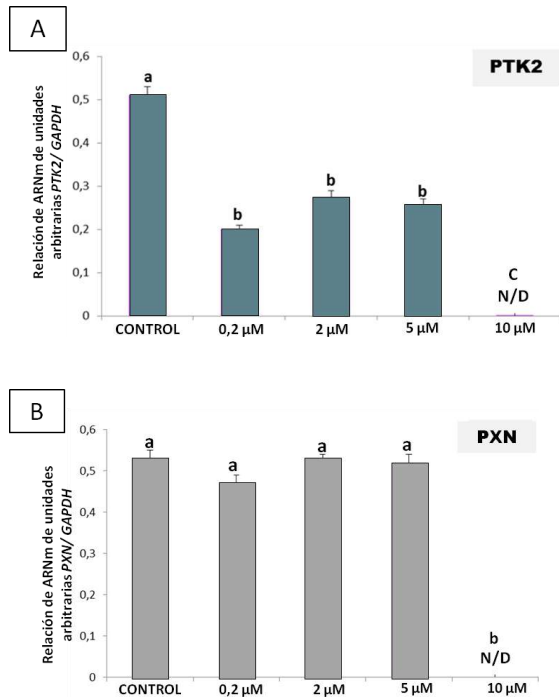 A
PTK2
Relación de ARNm de unidades
arbitrarias PTK2/ GAPDH
0,6
0,5
0,4
0,3
0,2
0,1
0
a
b
b
b
C
N/D
CONTROL
0,2 µM
2 µM
5 µM
10 µM
B
PXN
Relación de ARNm de unidades
arbitrarias PXN/ GAPDH
0,6
0,5
0,4
0,3
0,2
0,1
0
a
a
a
a
b
N/D
CONTROL
0,2 µM
2 µM
5 µM
10 µM